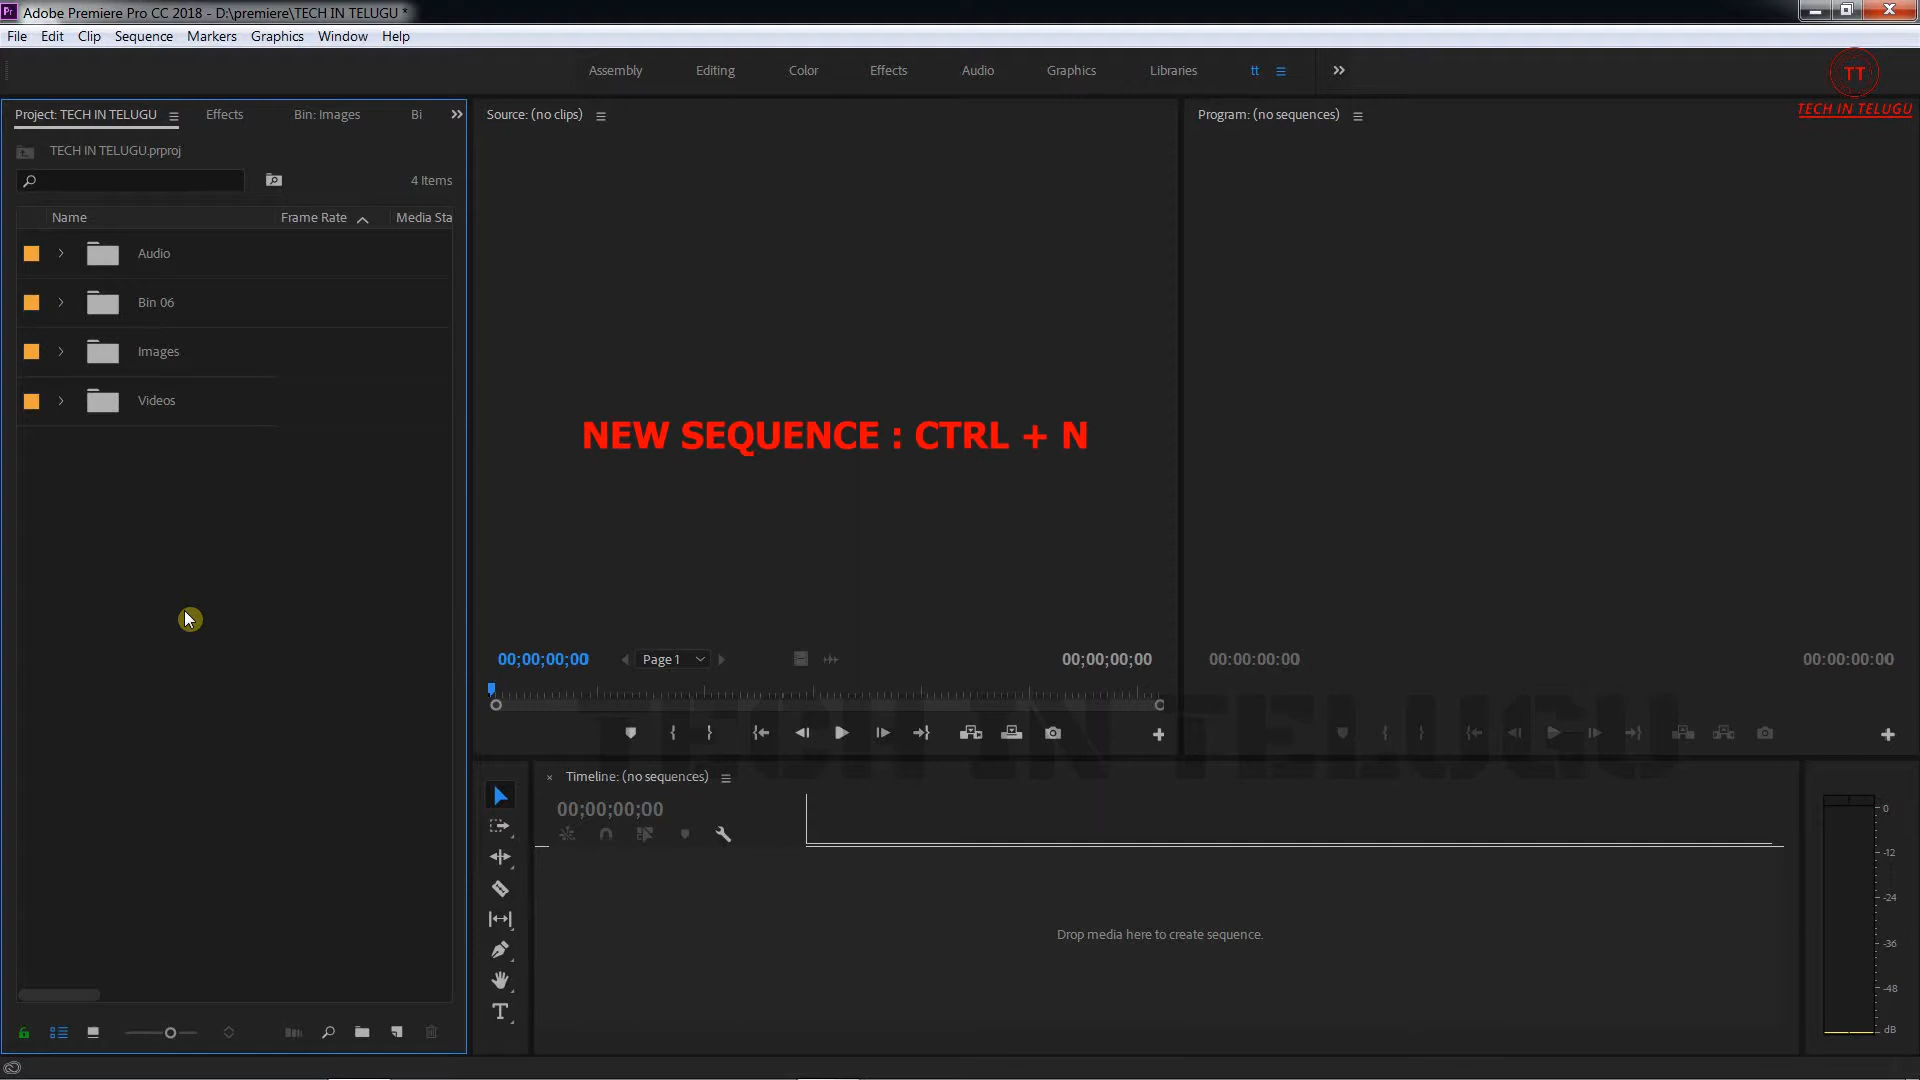 Pr Adobe Premiere Pro CC 2018 - D:\premiere\TECH IN TELUGU *
File Edit Clip Sequence Markers Graphics Window Help
Assembly Editing Color Effects Audio Graphics Libraries tt
TT
TECH IN TELUGU
Project: TECH IN TELUGU Effects Bin: Images Bi
Source: (no clips)
Program: (no sequences)
TECH IN TELUGU.prproj
4 Items
Name Frame Rate Media Sta
Audio
Bin 06
Images
Videos
NEW SEQUENCE : CTRL + N
00;00;00;00 Page 1 00;00;00;00
00:00:00:00 00:00:00:00
TECH IN TELUGU
Timeline: (no sequences)
00;00;00;00
Drop media here to create sequence.
T
0
-12
-24
-36
-48
dB